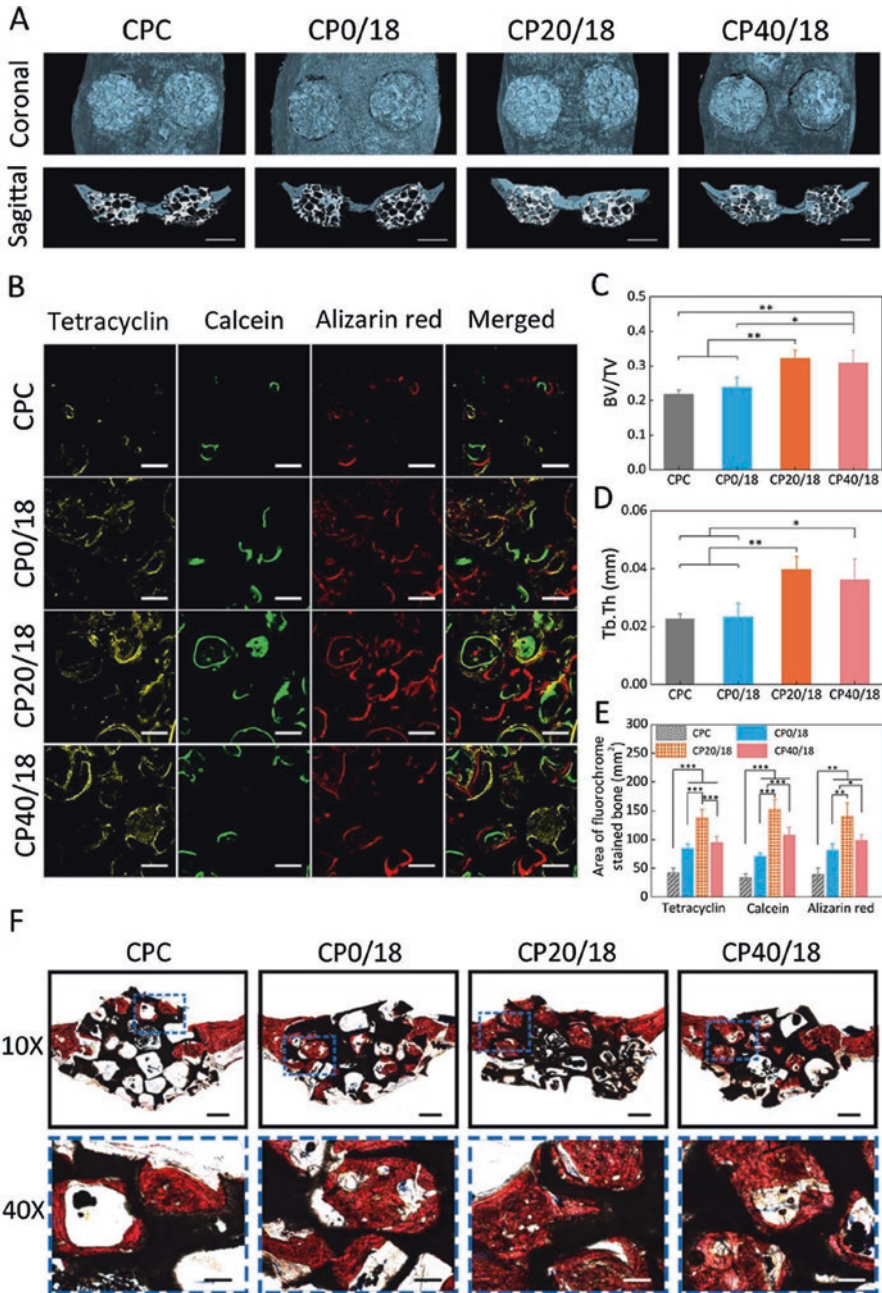 A
CPC CP0/18 CP20/18 CP40/18
Coronal
Sagittal
B
Tetracyclin Calcein Alizarin red Merged
CPC
CP0/18
CP20/18
CP40/18
C
BV/TV
0.5
0.4
0.3
0.2
0.1
0.0
**
*
**
CPC CP0/18 CP20/18 CP40/18
D
Tb.Th (mm)
0.06
0.04
0.02
0.00
*
**
CPC CP0/18 CP20/18 CP40/18
E
Area of fluorochrome
stained bone (mm²)
300
250
200
150
100
50
0
CPC CP0/18
CP20/18 CP40/18
*** *** **
*** *** *** *** ** *
Tetracyclin Calcein Alizarin red
F
CPC CP0/18 CP20/18 CP40/18
10X
40X